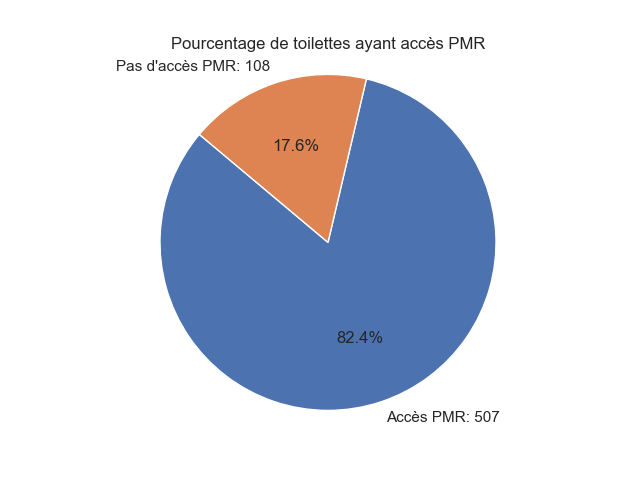 Pourcentage de toilettes ayant accès PMR
Pas d'accès PMR: 108
17.6%
82.4%
Accès PMR: 507